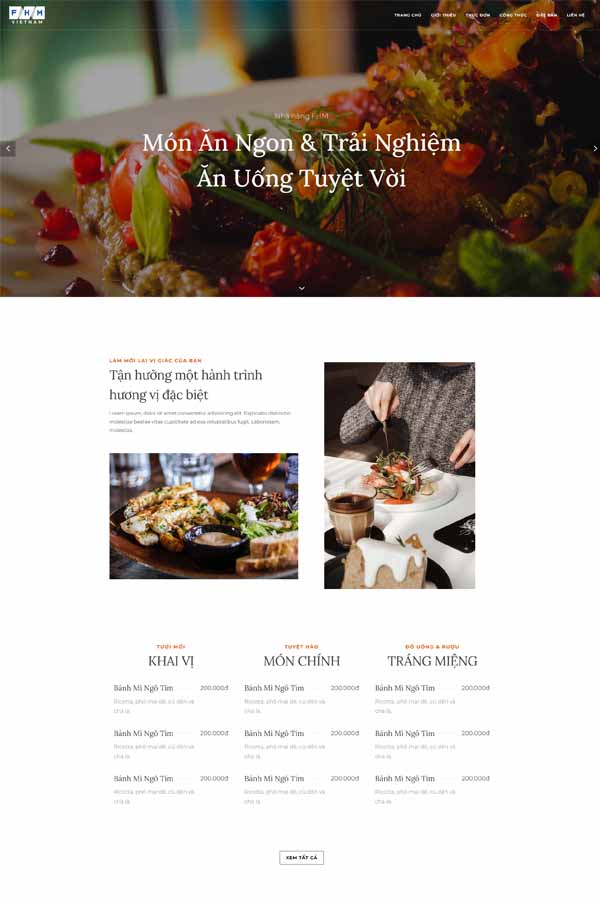 FHM
VIETNAM
TRANG CHỦ GIỚI THIỆU THỰC ĐƠN CÔNG THỨC ĐẶT BÀN LIÊN HỆ
Nhà hàng FHM
Món Ăn Ngon & Trải Nghiệm
Ăn Uống Tuyệt Vời
LÀM MỚI LẠI VỊ GIÁC CỦA BẠN
Tận hưởng một hành trình
hương vị đặc biệt
Lorem ipsum, dolor sit amet consectetur adipisicing elit. Explicabo distinctio
molestias beatae vitae cupiditate ad eos voluptatibus fugit. Laboriosam,
molestias.
TƯƠI MỚI
KHAI VỊ
Bánh Mì Ngô Tím 200.000đ
Ricotta, phô mai dê, củ dền và
chà là.
Bánh Mì Ngô Tím 200.000đ
Ricotta, phô mai dê, củ dền và
chà là.
Bánh Mì Ngô Tím 200.000đ
Ricotta, phô mai dê, củ dền và
chà là.
TUYỆT HẢO
MÓN CHÍNH
Bánh Mì Ngô Tím 200.000đ
Ricotta, phô mai dê, củ dền và
chà là.
Bánh Mì Ngô Tím 200.000đ
Ricotta, phô mai dê, củ dền và
chà là.
Bánh Mì Ngô Tím 200.000đ
Ricotta, phô mai dê, củ dền và
chà là.
ĐỒ UỐNG & RƯỢU
TRÁNG MIỆNG
Bánh Mì Ngô Tím 200.000đ
Ricotta, phô mai dê, củ dền và
chà là.
Bánh Mì Ngô Tím 200.000đ
Ricotta, phô mai dê, củ dền và
chà là.
Bánh Mì Ngô Tím 200.000đ
Ricotta, phô mai dê, củ dền và
chà là.
XEM TẤT CẢ